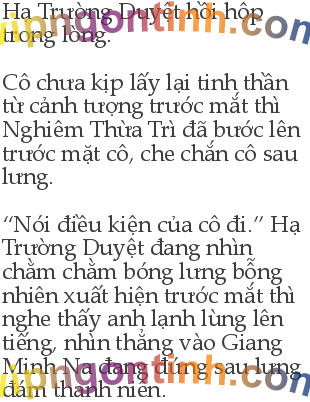 Hạ Trường Duyệt hồi hộp
trong lòng.
Cô chưa kịp lấy lại tinh thần
từ cảnh tượng trước mắt thì
Nghiêm Thừa Trì đã bước lên
trước mặt cô, che chắn cô sau
lưng.
“Nói điều kiện của cô đi.” Hạ
Trường Duyệt đang nhìn
chằm chằm bóng lưng bỗng
nhiên xuất hiện trước mắt thì
nghe thấy anh lạnh lùng lên
tiếng, nhìn thẳng vào Giang
Minh Na đang đứng sau lưng
đám thanh niên.
vipngontinh.com
vipngontinh.com